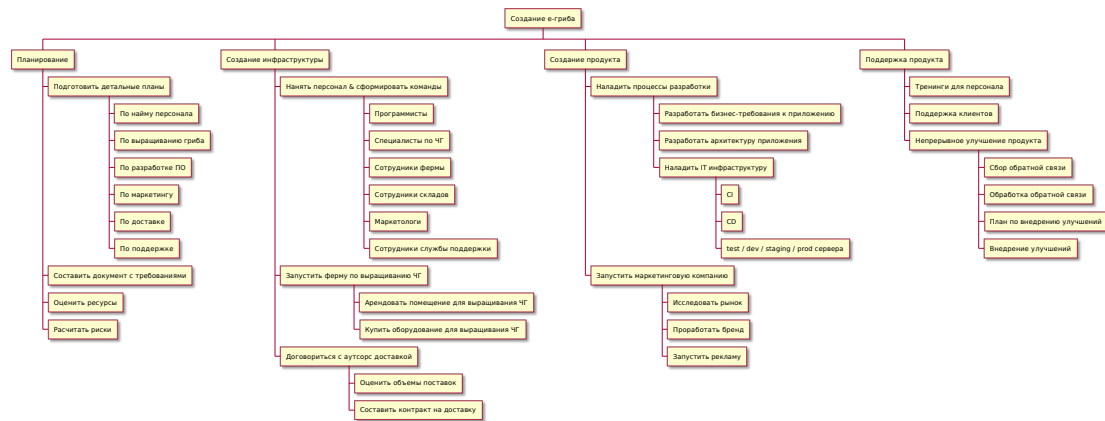 Создание е-гриба
Планирование
Подготовить детальные планы
По найму персонала
По выращиванию гриба
По разработке ПО
По маркетингу
По доставке
По поддержке
Составить документ с требованиями
Оценить ресурсы
Расчитать риски
Создание инфраструктуры
Нанять персонал & сформировать команды
Программисты
Специалисты по ЧГ
Сотрудники фермы
Сотрудники складов
Маркетологи
Сотрудники службы поддержки
Запустить ферму по выращиванию ЧГ
Арендовать помещение для выращивания ЧГ
Купить оборудование для выращивания ЧГ
Договориться с аутсорс доставкой
Оценить объемы поставок
Составить контракт на доставку
Создание продукта
Наладить процессы разработки
Разработать бизнес-требования к приложению
Разработать архитектуру приложения
Наладить IT инфраструктуру
CI
CD
test / dev / staging / prod сервера
Запустить маркетинговую компанию
Исследовать рынок
Проработать бренд
Запустить рекламу
Поддержка продукта
Тренинги для персонала
Поддержка клиентов
Непрерывное улучшение продукта
Сбор обратной связи
Обработка обратной связи
План по внедрению улучшений
Внедрение улучшений